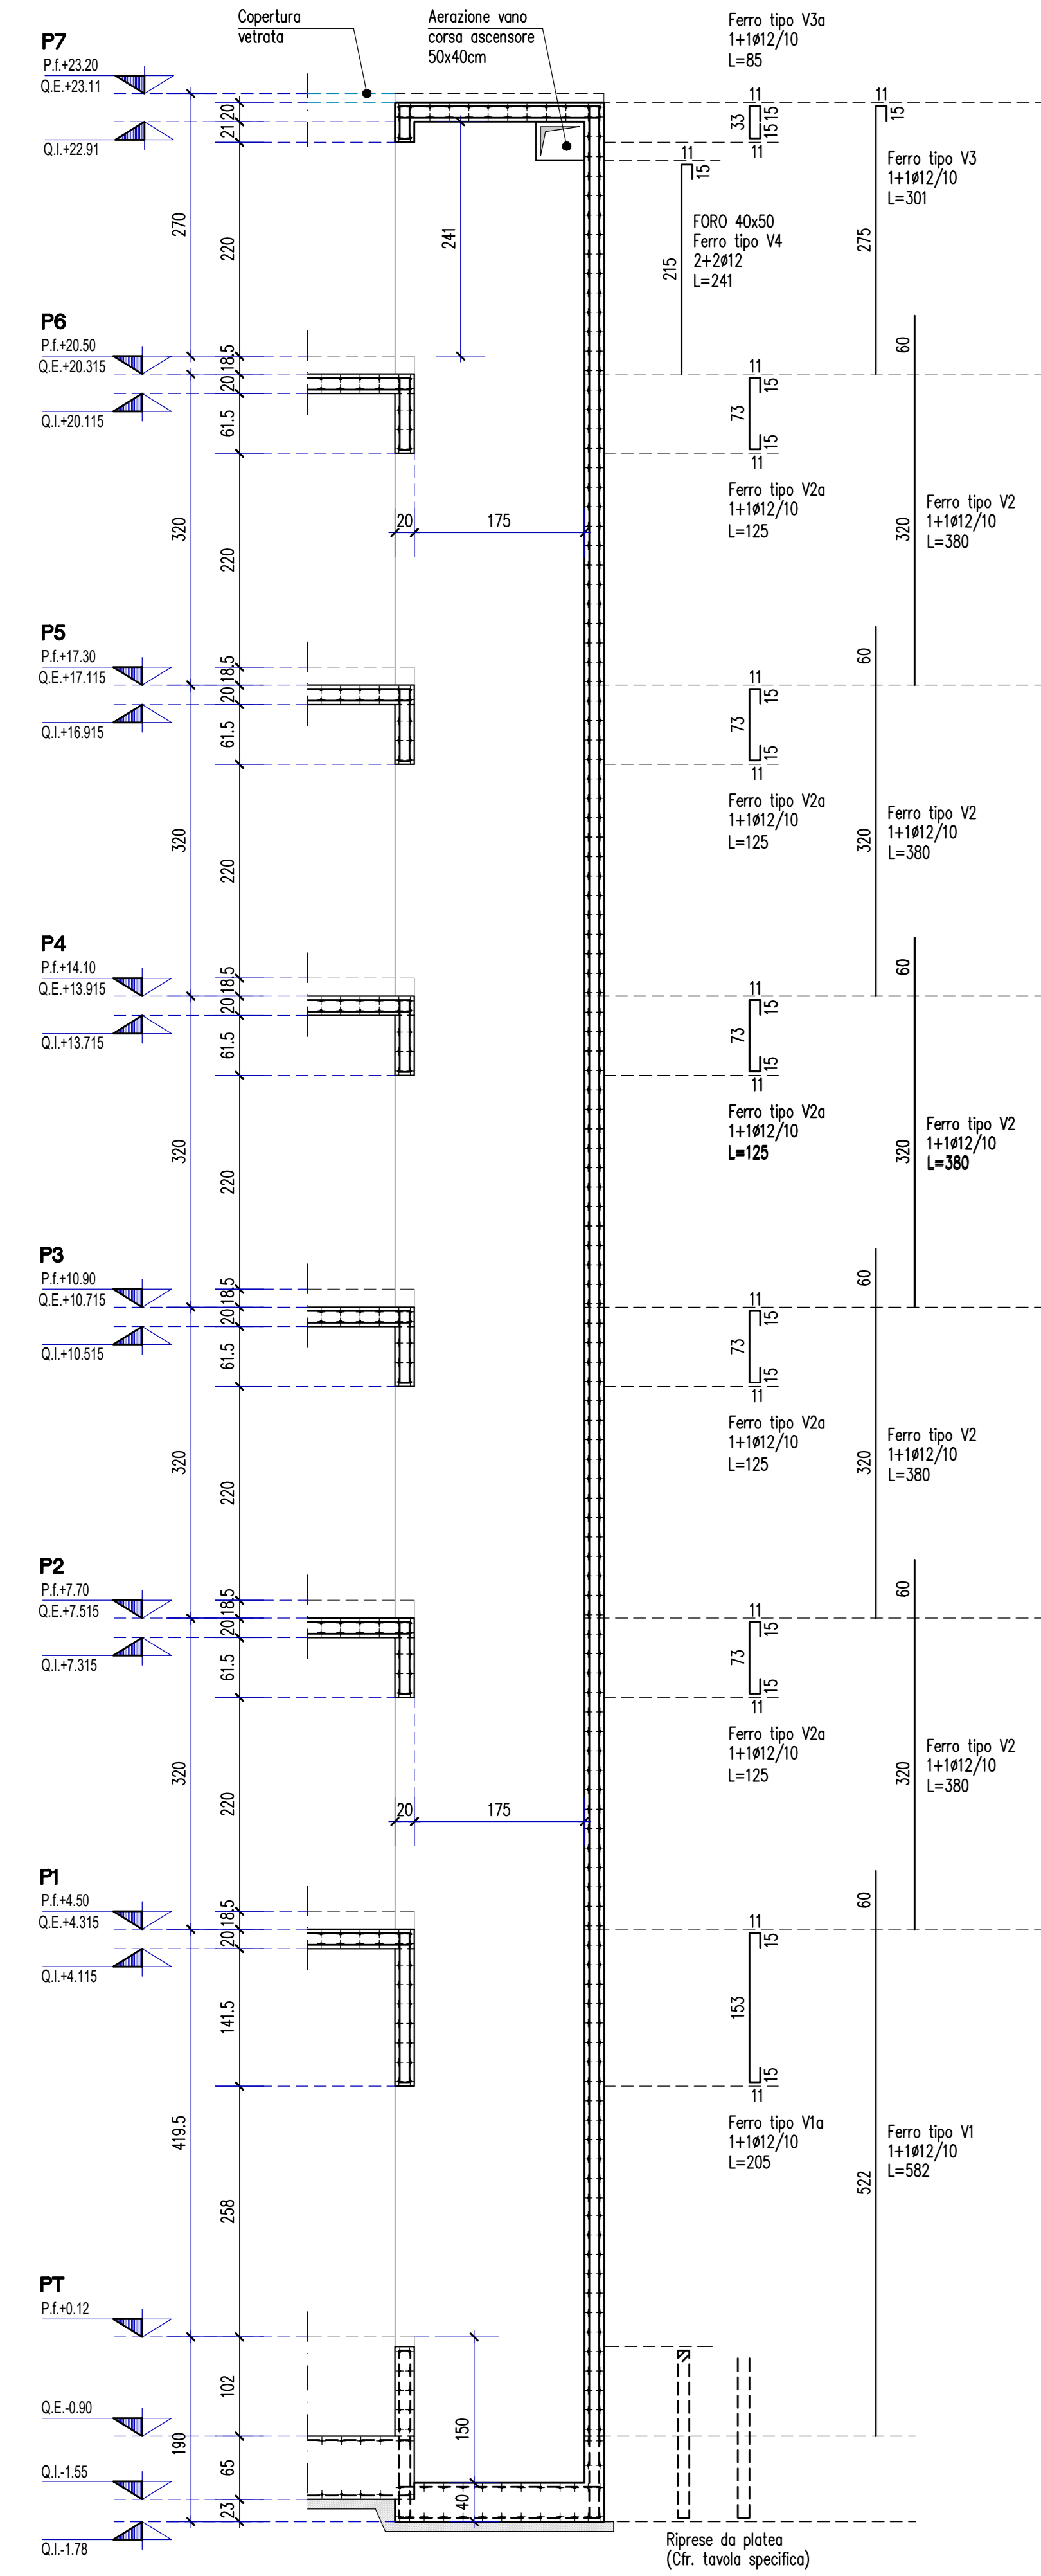 Copertura
vetrata
Aerazione vano
corsa ascensore
50x40cm
Ferro tipo V3a
1+1ø12/10
L=85
P7
P.f.+23.20
Q.E.+23.11
Q.I.+22.91
20
21
270
220
241
11
15
33
15
11
11
15
Ferro tipo V3
1+1ø12/10
L=301
275
11
15
FORO 40x50
Ferro tipo V4
2+2ø12
L=241
215
P6
P.f.+20.50
Q.E.+20.315
Q.I.+20.115
18.5
20
61.5
320
220
20
175
11
15
73
15
11
Ferro tipo V2a
1+1ø12/10
L=125
60
320
Ferro tipo V2
1+1ø12/10
L=380
P5
P.f.+17.30
Q.E.+17.115
Q.I.+16.915
18.5
20
61.5
320
220
11
15
73
15
11
Ferro tipo V2a
1+1ø12/10
L=125
60
320
Ferro tipo V2
1+1ø12/10
L=380
P4
P.f.+14.10
Q.E.+13.915
Q.I.+13.715
18.5
20
61.5
320
220
11
15
73
15
11
Ferro tipo V2a
1+1ø12/10
L=125
60
320
Ferro tipo V2
1+1ø12/10
L=380
P3
P.f.+10.90
Q.E.+10.715
Q.I.+10.515
18.5
20
61.5
320
220
11
15
73
15
11
Ferro tipo V2a
1+1ø12/10
L=125
60
320
Ferro tipo V2
1+1ø12/10
L=380
P2
P.f.+7.70
Q.E.+7.515
Q.I.+7.315
18.5
20
61.5
320
220
20
175
11
15
73
15
11
Ferro tipo V2a
1+1ø12/10
L=125
60
320
Ferro tipo V2
1+1ø12/10
L=380
P1
P.f.+4.50
Q.E.+4.315
Q.I.+4.115
18.5
20
141.5
419.5
258
11
15
153
15
11
Ferro tipo V1a
1+1ø12/10
L=205
60
522
Ferro tipo V1
1+1ø12/10
L=582
PT
P.f.+0.12
Q.E.-0.90
Q.I.-1.55
Q.I.-1.78
190
102
65
23
150
40
Riprese da platea
(Cfr. tavola specifica)